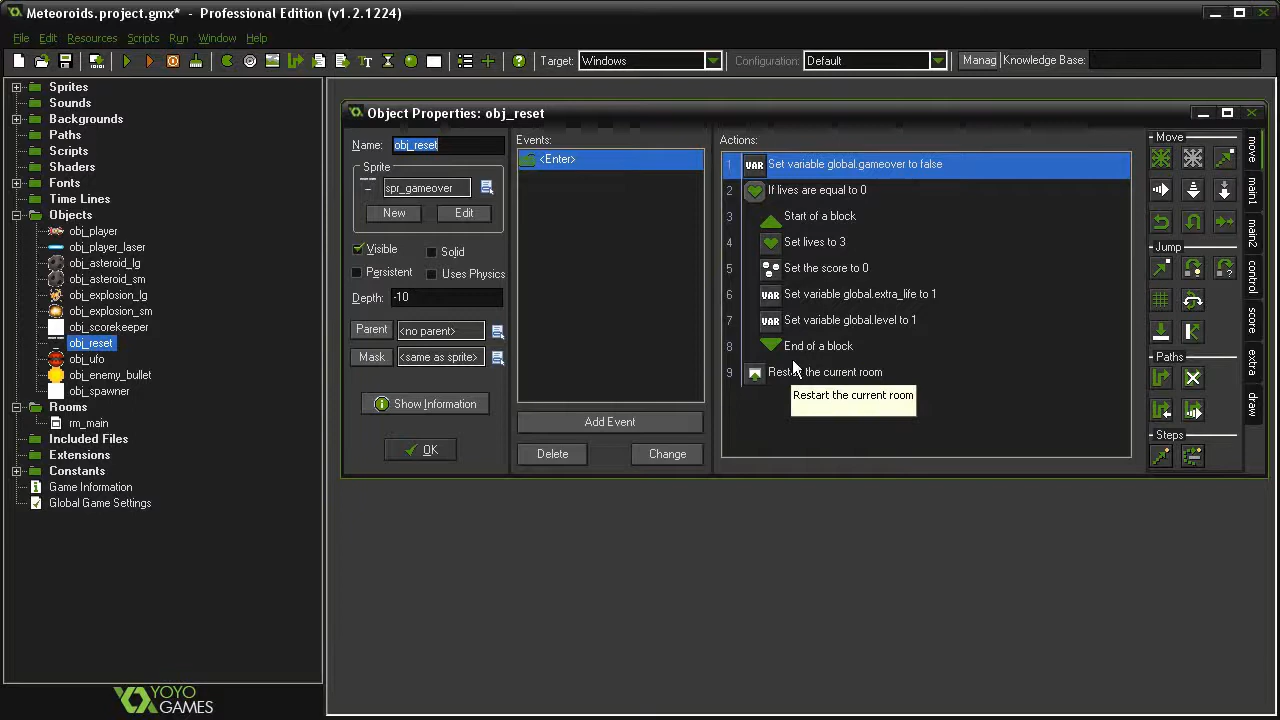 Meteoroids.project.gmx* - Professional Edition (v1.2.1224)
File Edit Resources Scripts Run Window Help
Target: Windows Configuration: Default Manag Knowledge Base:
Sprites
Sounds
Backgrounds
Paths
Scripts
Shaders
Fonts
Time Lines
Objects
obj_player
obj_player_laser
obj_asteroid_lg
obj_asteroid_sm
obj_explosion_lg
obj_explosion_sm
obj_scorekeeper
obj_reset
obj_ufo
obj_enemy_bullet
obj_spawner
Rooms
rm_main
Included Files
Extensions
Constants
Game Information
Global Game Settings
YOYO
GAMES
Object Properties: obj_reset
Name: obj_reset
Sprite
spr_gameover
New Edit
Visible Solid
Persistent Uses Physics
Depth: -10
Parent <no parent>
Mask <same as sprite>
Show Information
OK
Events:
<Enter>
Add Event
Delete Change
Actions:
1 VAR Set variable global.gameover to false
2 If lives are equal to 0
3 Start of a block
4 Set lives to 3
5 Set the score to 0
6 VAR Set variable global.extra_life to 1
7 VAR Set variable global.level to 1
8 End of a block
9 Restart the current room
Restart the current room
Move
Jump
Paths
Steps
move
main1
main2
control
score
extra
draw